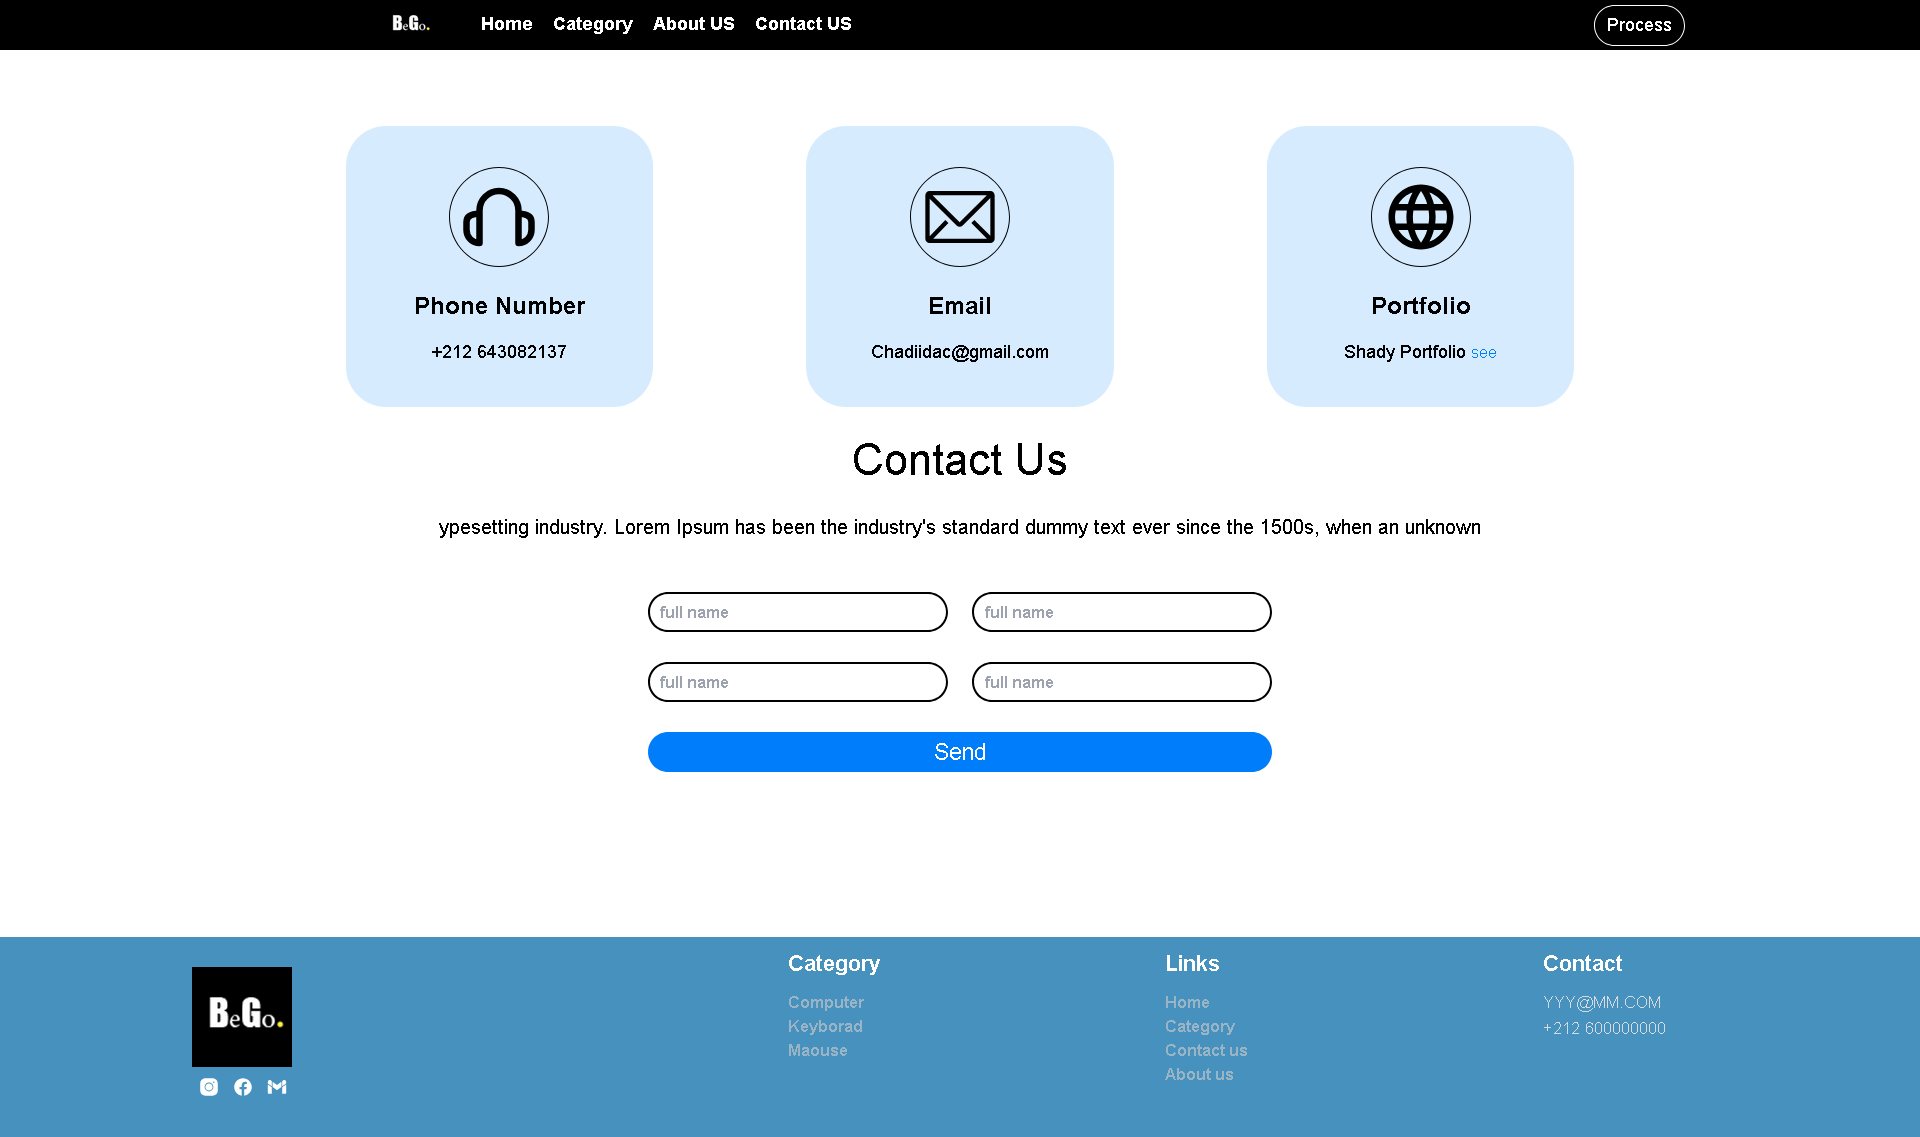 BeGo.
Home Category About US Contact US
Process
Phone Number
+212 643082137
Email
Chadiidac@gmail.com
Portfolio
Shady Portfolio see
Contact Us
ypesetting industry. Lorem Ipsum has been the industry's standard dummy text ever since the 1500s, when an unknown
full name
full name
full name
full name
Send
BeGo.
Category
Computer
Keyborad
Maouse
Links
Home
Category
Contact us
About us
Contact
YYY@MM.COM
+212 600000000